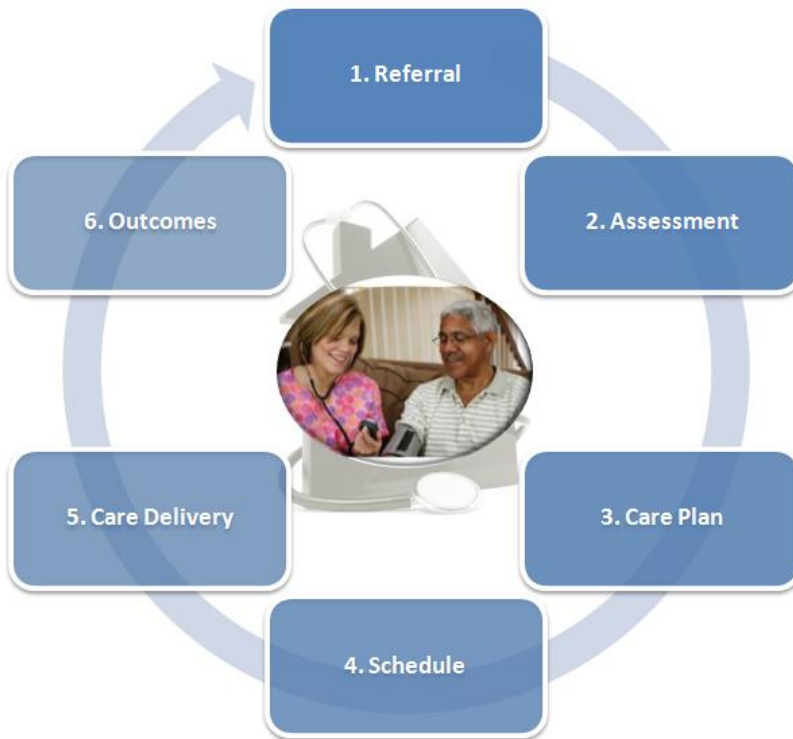 1. Referral
2. Assessment
3. Care Plan
4. Schedule
5. Care Delivery
6. Outcomes